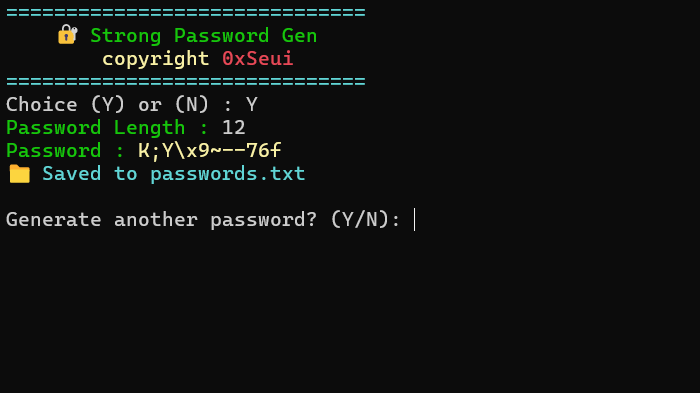 ==============================
🔐 Strong Password Gen
copyright 0xSeui
==============================
Choice (Y) or (N) : Y
Password Length : 12
Password : K;Y\x9~--76f
📁 Saved to passwords.txt
Generate another password? (Y/N):